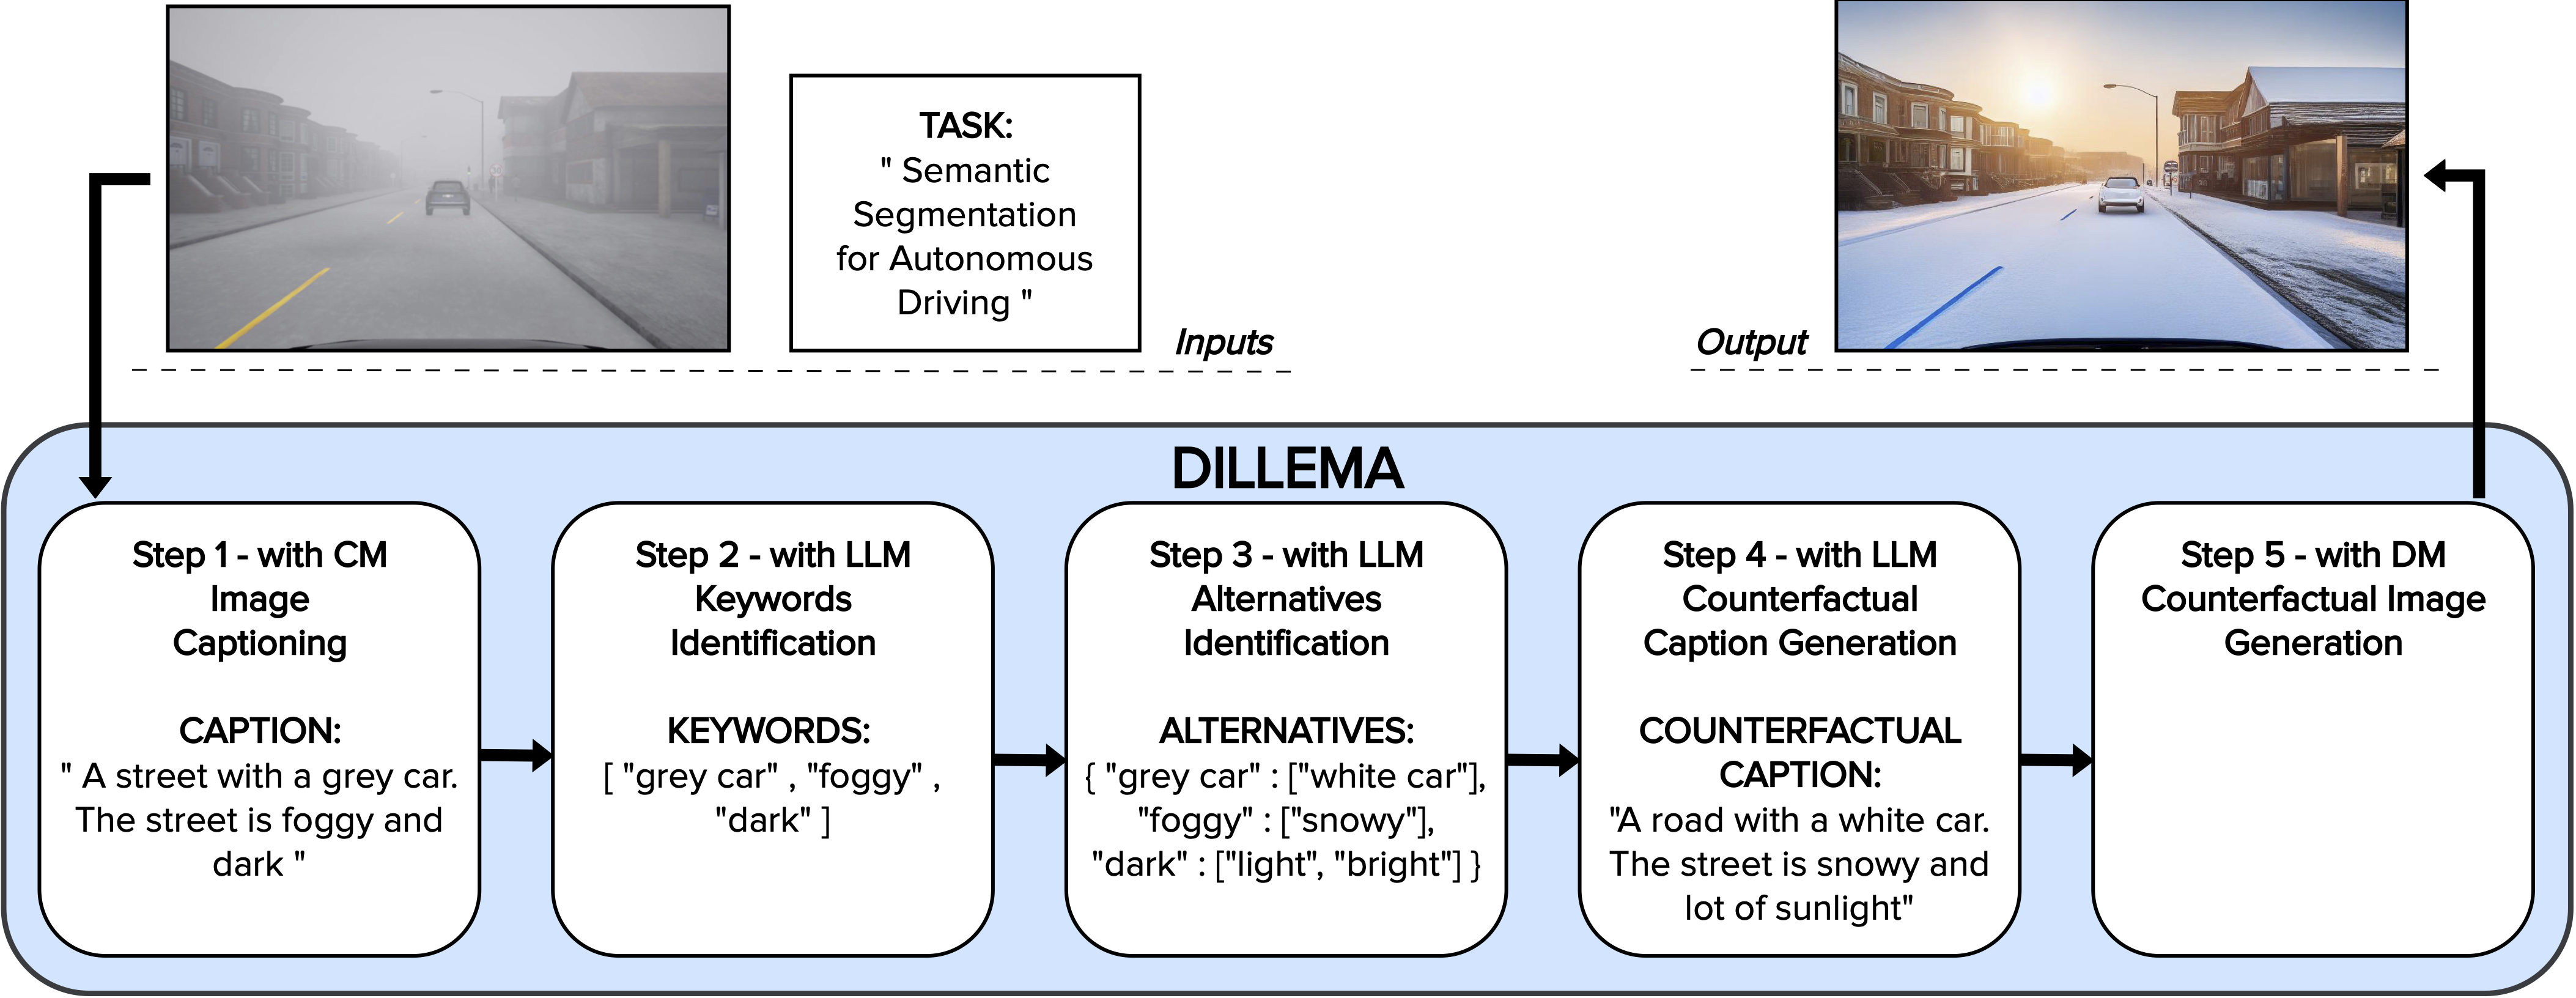 TASK:
" Semantic
Segmentation
for Autonomous
Driving "
Inputs
Output
DILLEMA
Step 1 - with CM
Image
Captioning
CAPTION:
" A street with a grey car.
The street is foggy and
dark "
Step 2 - with LLM
Keywords
Identification
KEYWORDS:
[ "grey car" , "foggy" ,
"dark" ]
Step 3 - with LLM
Alternatives
Identification
ALTERNATIVES:
{ "grey car" : ["white car"],
"foggy" : ["snowy"],
"dark" : ["light", "bright"] }
Step 4 - with LLM
Counterfactual
Caption Generation
COUNTERFACTUAL
CAPTION:
"A road with a white car.
The street is snowy and
lot of sunlight"
Step 5 - with DM
Counterfactual Image
Generation